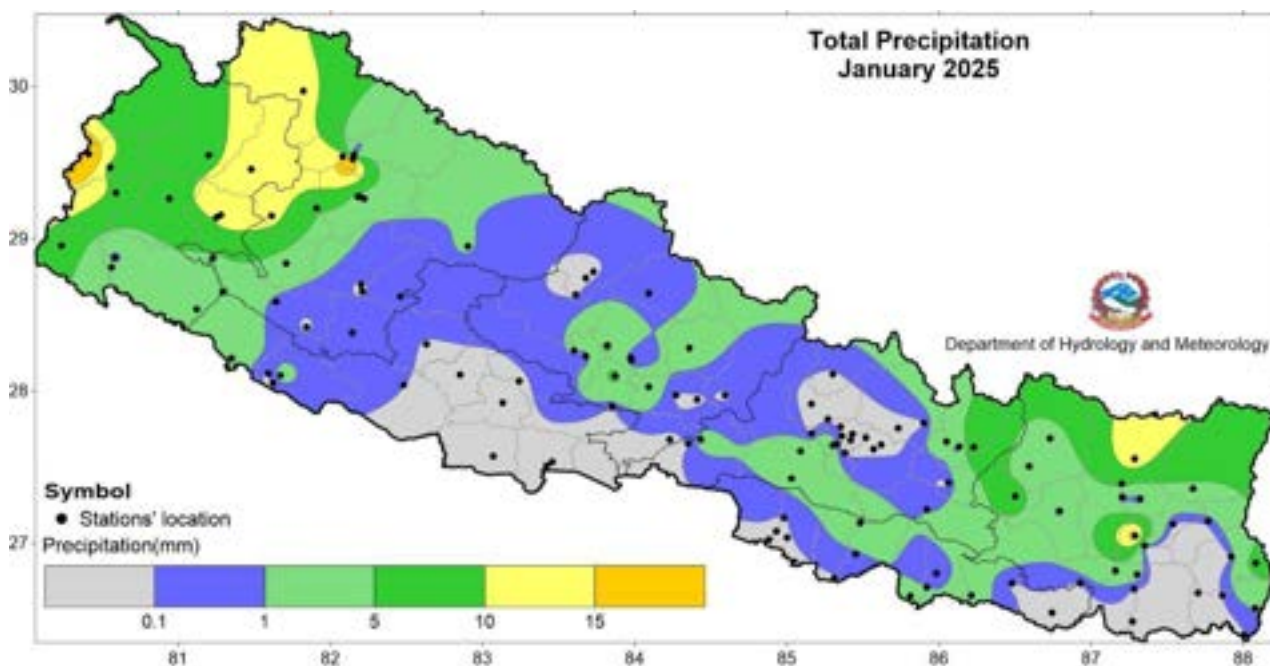 Total Precipitation
January 2025
30
29
28
27
Department of Hydrology and Meteorology
Symbol
Stations' location
Precipitation(mm)
0.1 1 5 10 15
81 82 83 84 85 86 87 88